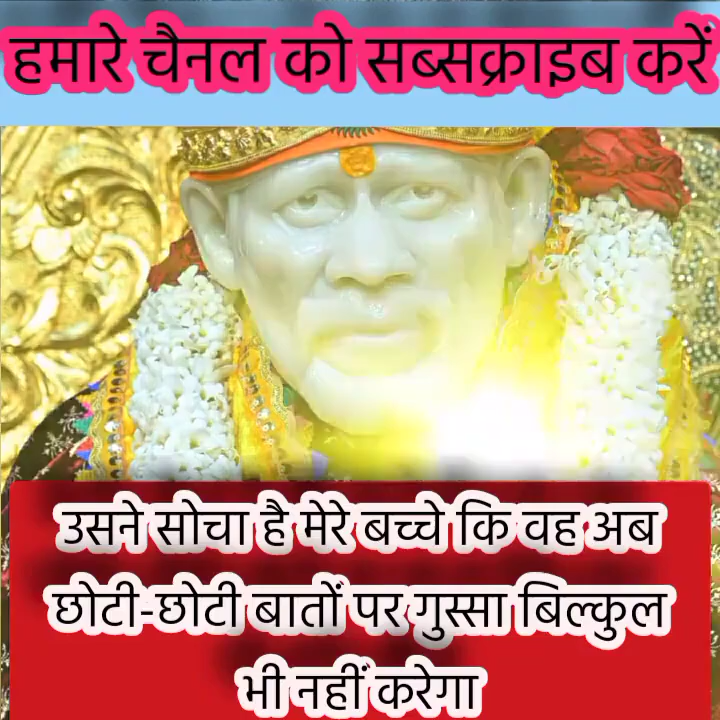 हमारे चैनल को सब्सक्राइब करें
उसने सोचा है मेरे बच्चे कि वह अब
छोटी-छोटी बातों पर गुस्सा बिल्कुल
भी नहीं करेगा